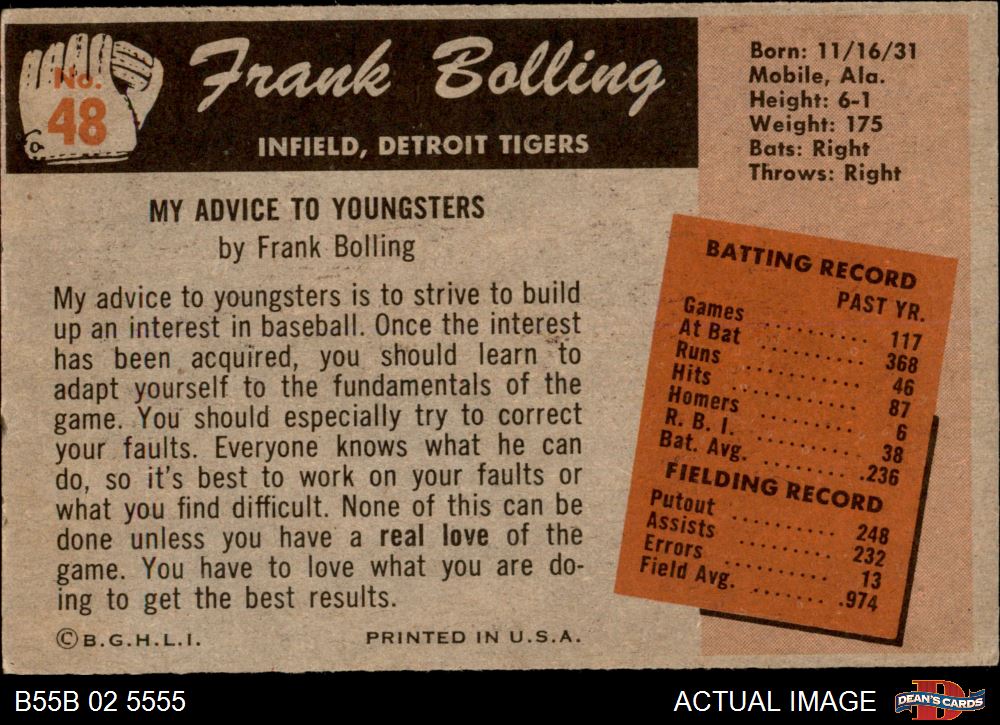 No.
48
Frank Bolling
INFIELD, DETROIT TIGERS
Born: 11/16/31
Mobile, Ala.
Height: 6-1
Weight: 175
Bats: Right
Throws: Right
MY ADVICE TO YOUNGSTERS
by Frank Bolling
My advice to youngsters is to strive to build
up an interest in baseball. Once the interest
has been acquired, you should learn to
adapt yourself to the fundamentals of the
game. You should especially try to correct
your faults. Everyone knows what he can
do, so it's best to work on your faults or
what you find difficult. None of this can be
done unless you have a real love of the
game. You have to love what you are do-
ing to get the best results.
© B.G.H.L.I. PRINTED IN U.S.A.
BATTING RECORD
PAST YR.
Games .......... 117
At Bat .......... 368
Runs .......... 46
Hits .......... 87
Homers .......... 6
R. B. I. .......... 38
Bat. Avg. .......... .236
FIELDING RECORD
Putout .......... 248
Assists .......... 232
Errors .......... 13
Field Avg. .......... .974
B55B 02 5555
ACTUAL IMAGE
D
DEAN'S CARDS